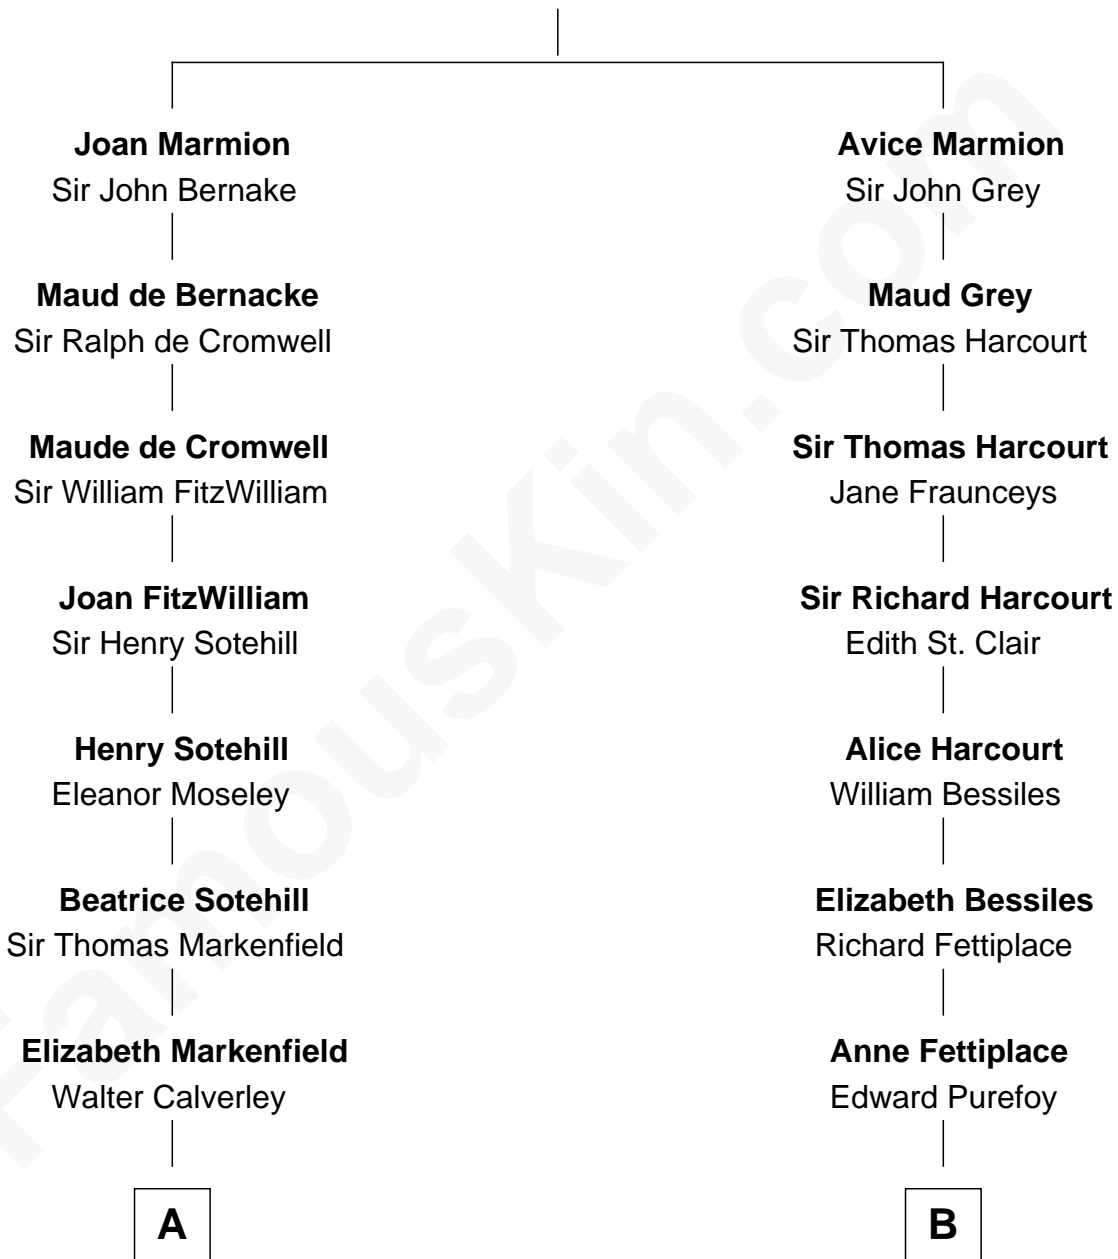 Joan Marmion
Sir John Bernake
Maud de Bernacke
Sir Ralph de Cromwell
Maude de Cromwell
Sir William FitzWilliam
Joan FitzWilliam
Sir Henry Sotehill
Henry Sotehill
Eleanor Moseley
Beatrice Sotehill
Sir Thomas Markenfield
Elizabeth Markenfield
Walter Calverley
A
Avice Marmion
Sir John Grey
Maud Grey
Sir Thomas Harcourt
Sir Thomas Harcourt
Jane Fraunceys
Sir Richard Harcourt
Edith St. Clair
Alice Harcourt
William Bessiles
Elizabeth Bessiles
Richard Fettiplace
Anne Fettiplace
Edward Purefoy
B
FamousKin.com